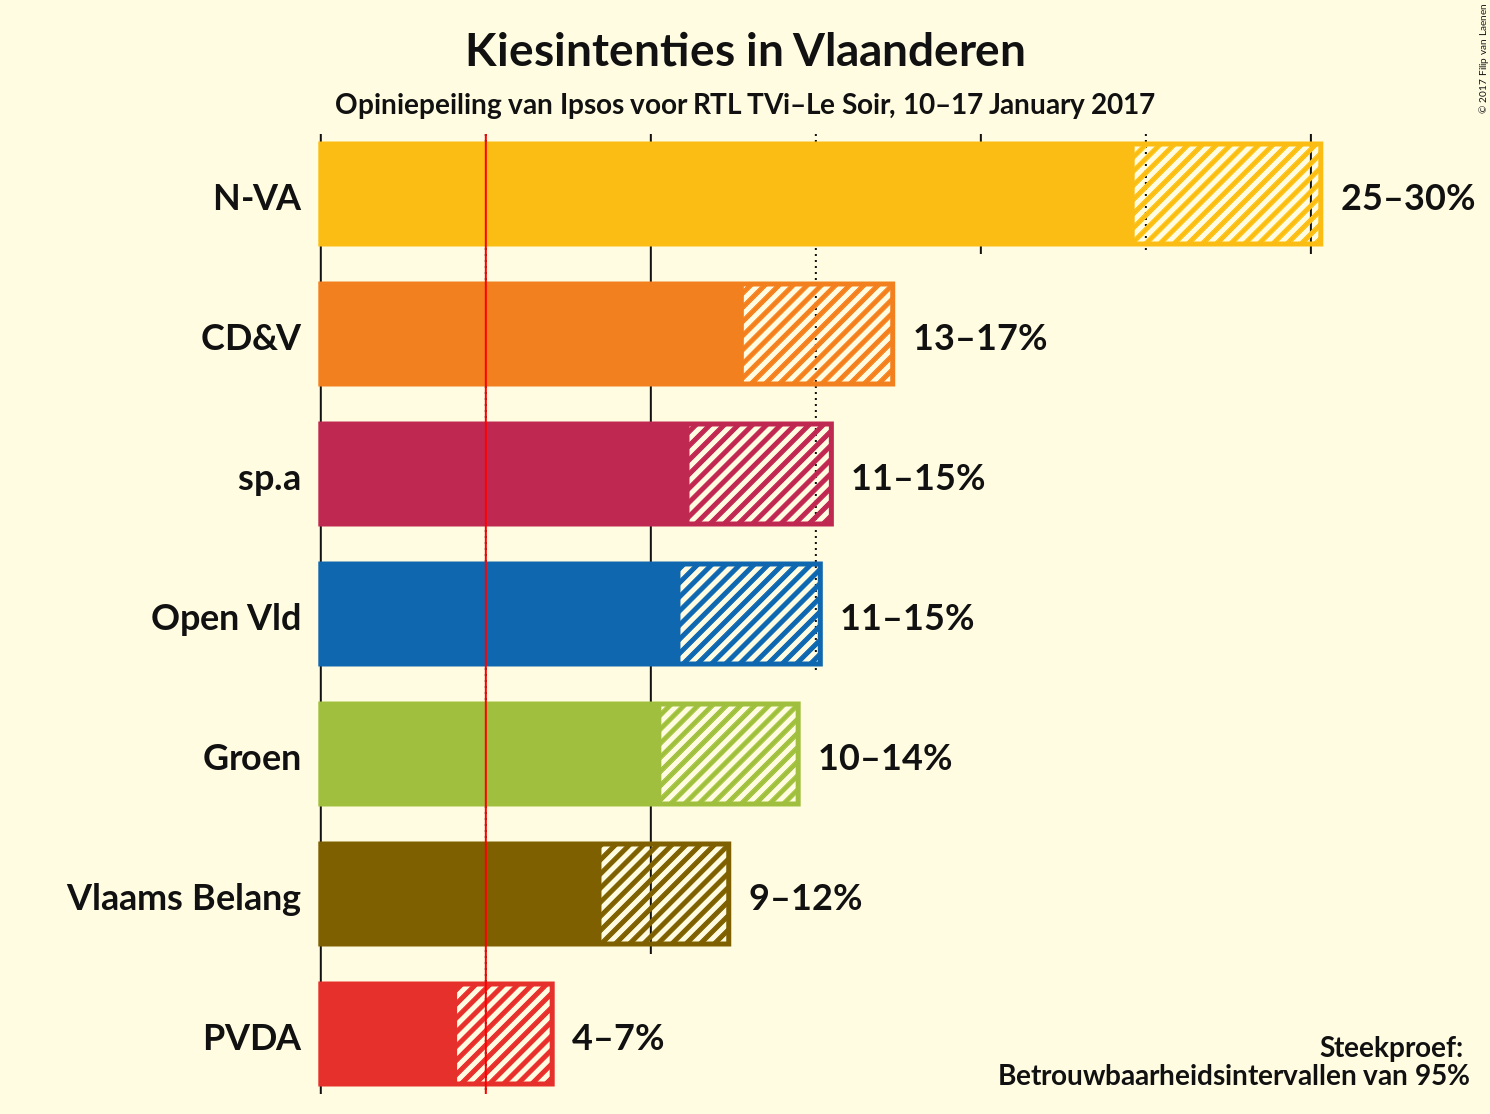 Kiesintenties in Vlaanderen
Opiniepeiling van Ipsos voor RTL TVi–Le Soir, 10–17 January 2017
© 2017 Filip van Laenen
N-VA 25–30%
CD&V 13–17%
sp.a 11–15%
Open Vld 11–15%
Groen 10–14%
Vlaams Belang 9–12%
PVDA 4–7%
Steekproef:
Betrouwbaarheidsintervallen van 95%